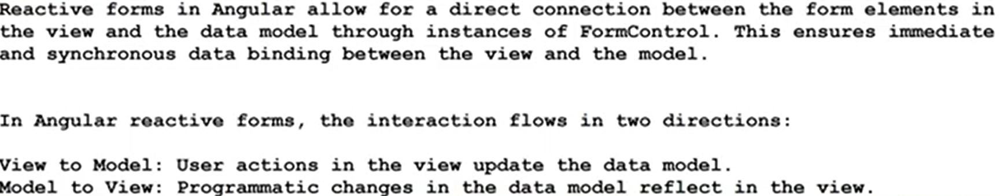 Reactive forms in Angular allow for a direct connection between the form elements in
the view and the data model through instances of FormControl. This ensures immediate
and synchronous data binding between the view and the model.
In Angular reactive forms, the interaction flows in two directions:
View to Model: User actions in the view update the data model.
Model to View: Programmatic changes in the data model reflect in the view.